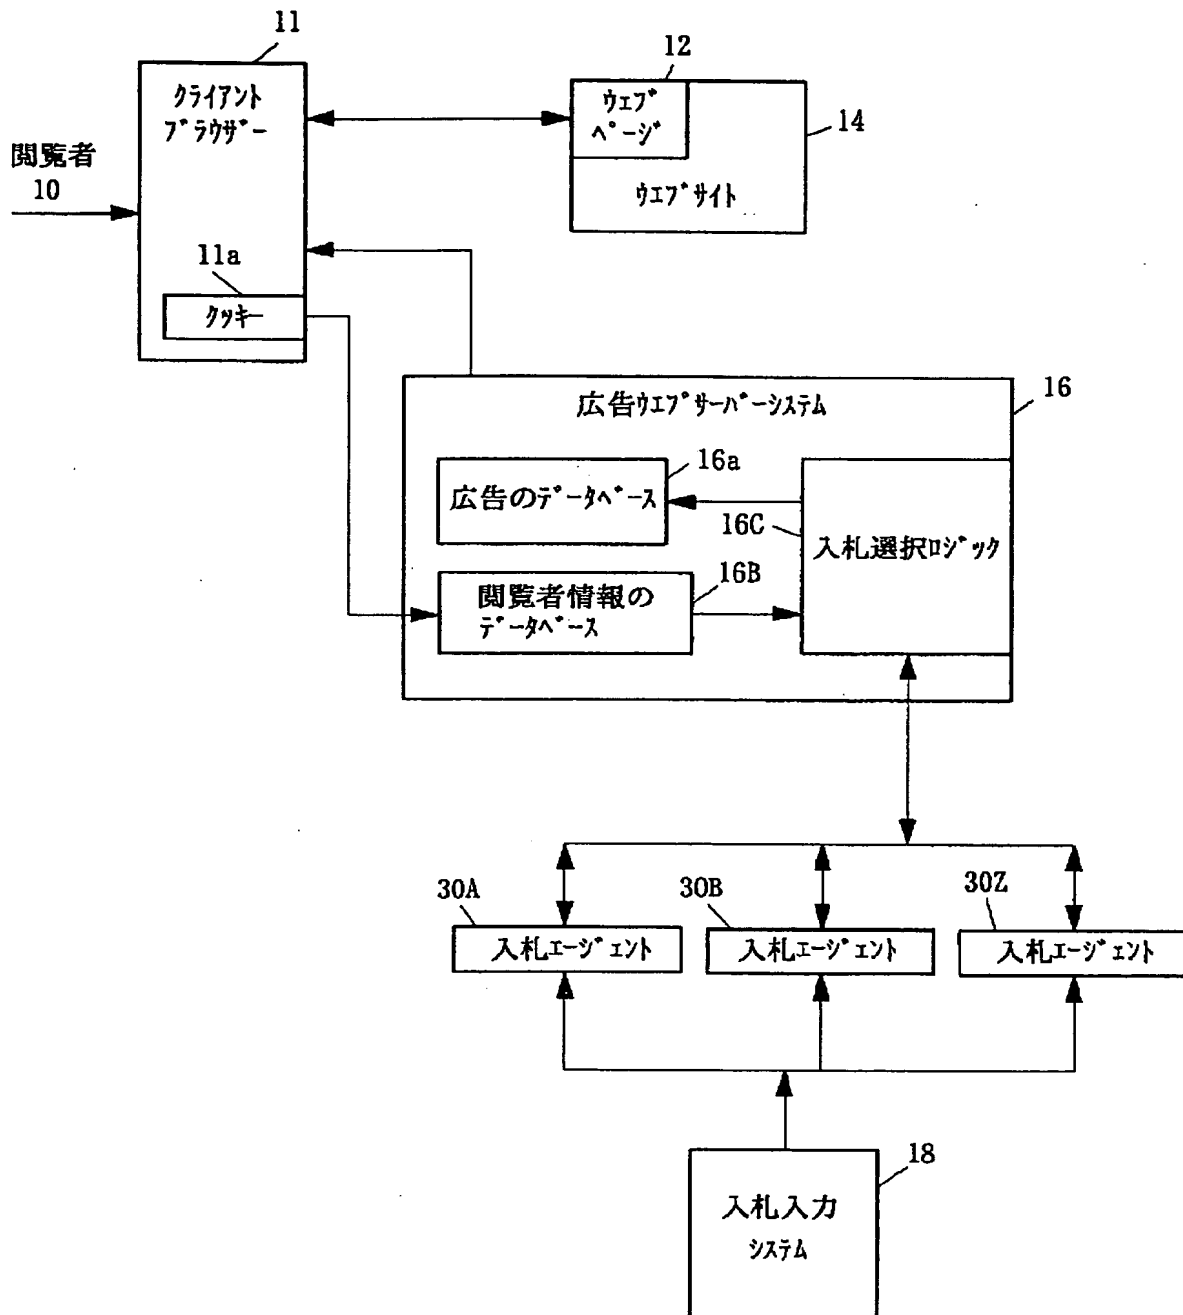 11
クライアント
ブラウザー
12
ウェブ
ページ
14
ウエブサイト
閲覧者
10
11a
クッキー
広告ウエブサーバーシステム
16
16a
広告のデータベース
16C
入札選択ロジック
16B
閲覧者情報の
データベース
30A
入札エージェント
30B
入札エージェント
30Z
入札エージェント
18
入札入力
システム